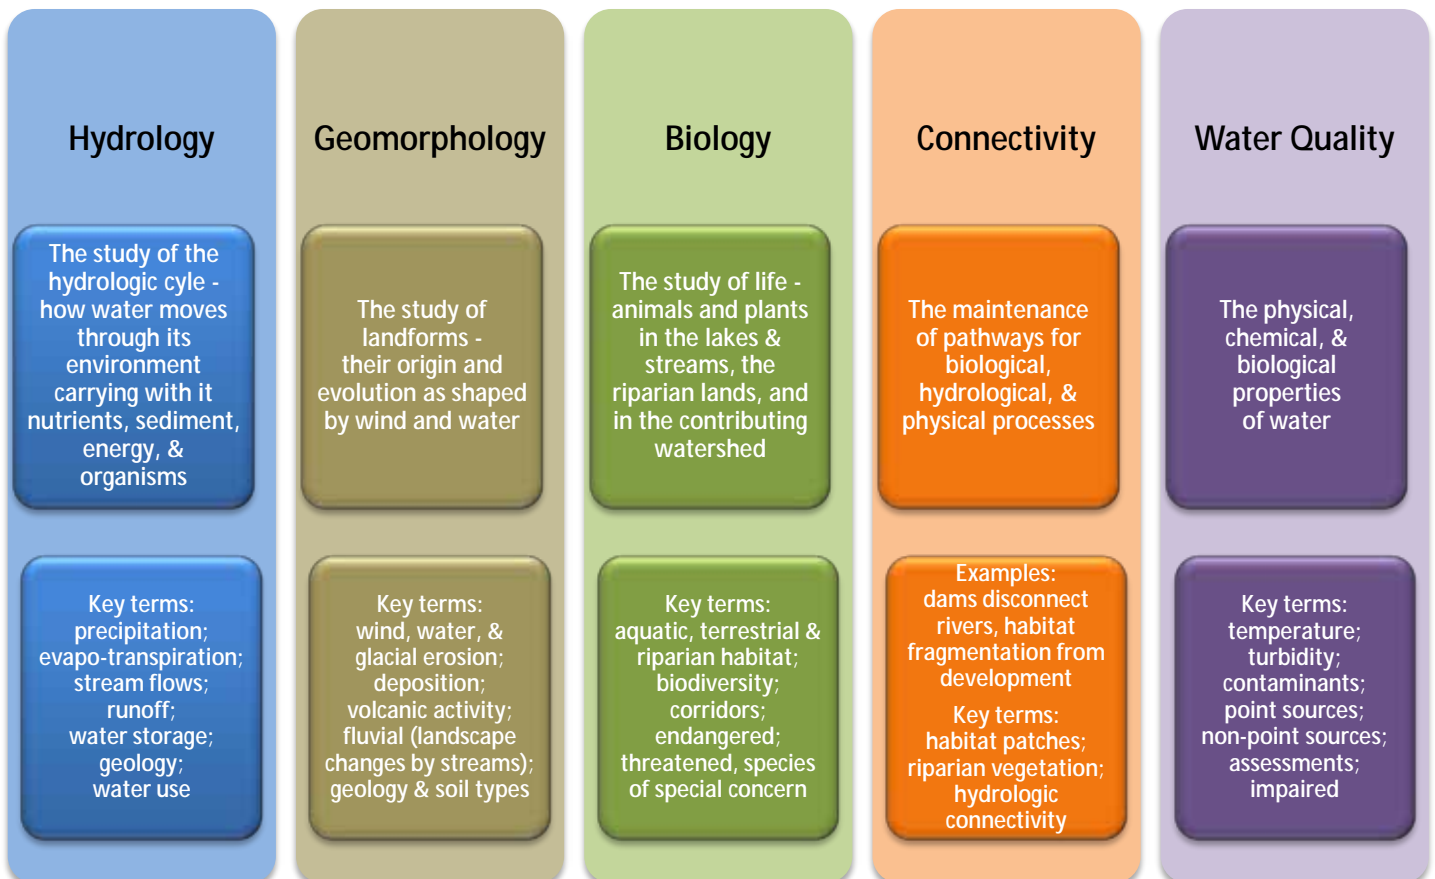 Hydrology
The study of the
hydrologic cyle -
how water moves
through its
environment
carrying with it
nutrients, sediment,
energy, &
organisms
Key terms:
precipitation;
evapo-transpiration;
stream flows;
runoff;
water storage;
geology;
water use
Geomorphology
The study of
landforms -
their origin and
evolution as shaped
by wind and water
Key terms:
wind, water, &
glacial erosion;
deposition;
volcanic activity;
fluvial (landscape
changes by streams);
geology & soil types
Biology
The study of life -
animals and plants
in the lakes &
streams, the
riparian lands, and
in the contributing
watershed
Key terms:
aquatic, terrestrial &
riparian habitat;
biodiversity;
corridors;
endangered;
threatened, species
of special concern
Connectivity
The maintenance
of pathways for
biological,
hydrological, &
physical processes
Examples:
dams disconnect
rivers, habitat
fragmentation from
development
Key terms:
habitat patches;
riparian vegetation;
hydrologic
connectivity
Water Quality
The physical,
chemical, &
biological
properties
of water
Key terms:
temperature;
turbidity;
contaminants;
point sources;
non-point sources;
assessments;
impaired